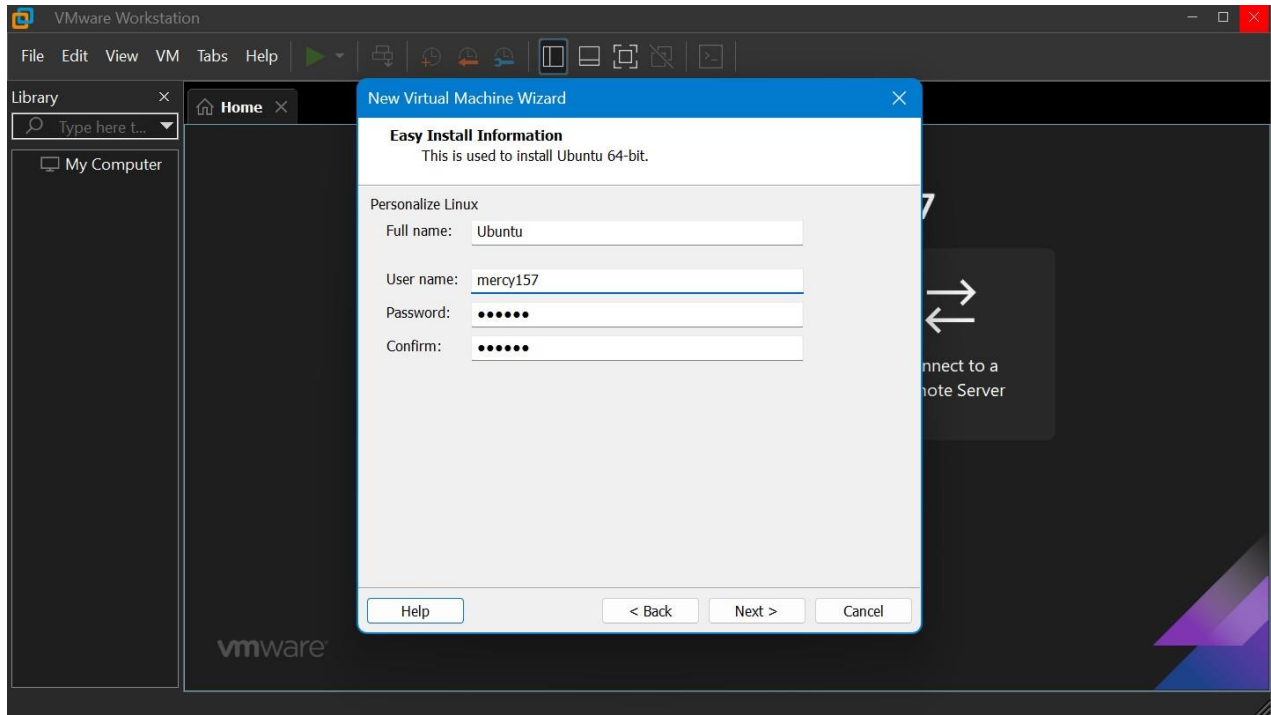 VMware Workstation
File Edit View VM Tabs Help
Library
Type here t...
Home
My Computer
New Virtual Machine Wizard
Easy Install Information
This is used to install Ubuntu 64-bit.
Personalize Linux
Full name: Ubuntu
User name: mercy157
Password: ●●●●●●
Confirm: ●●●●●●
7
nnect to a
ote Server
Help < Back Next > Cancel
vmware